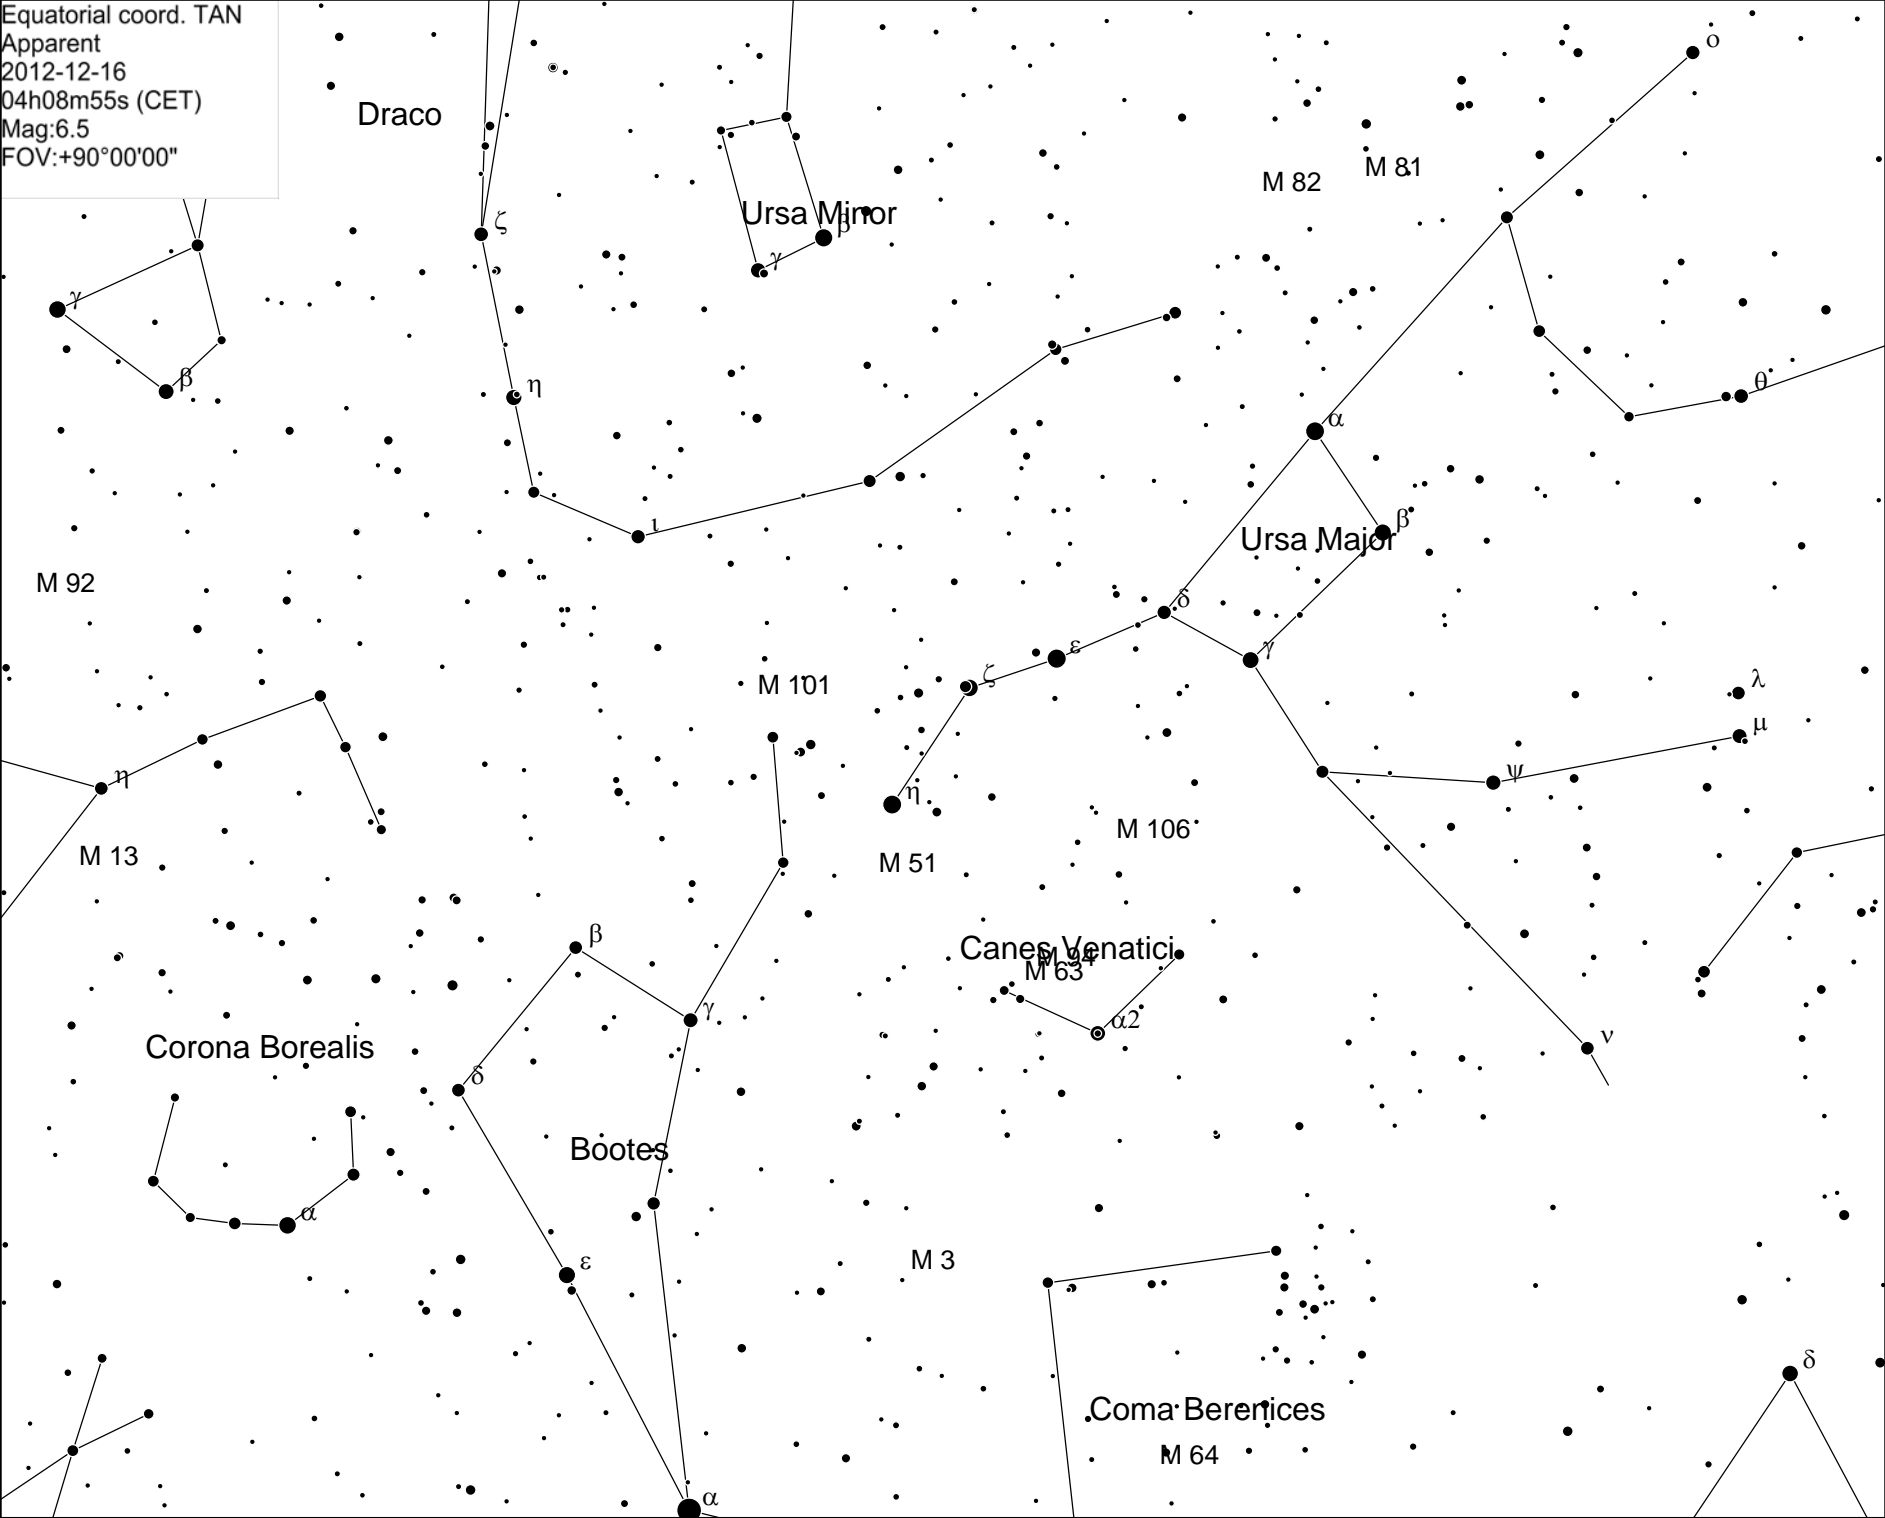 Equatorial coord. TAN
Apparent
2012-12-16
04h08m55s (CET)
Mag:6.5
FOV:+90°00'00"
ο
Draco
M 81
M 82
Ursa Minor
β
ζ
γ
γ
β
θ
η
α
β
Ursa Major
ι
M 92
δ
ε
γ
ζ
M 101
λ
μ
η
ψ
η
M 106
M 13
M 51
β
Canes Venatici
M 94
M 63
γ
α2
ν
Corona Borealis
δ
Bootes
α
ε
M 3
δ
Coma Berenices
M 64
α